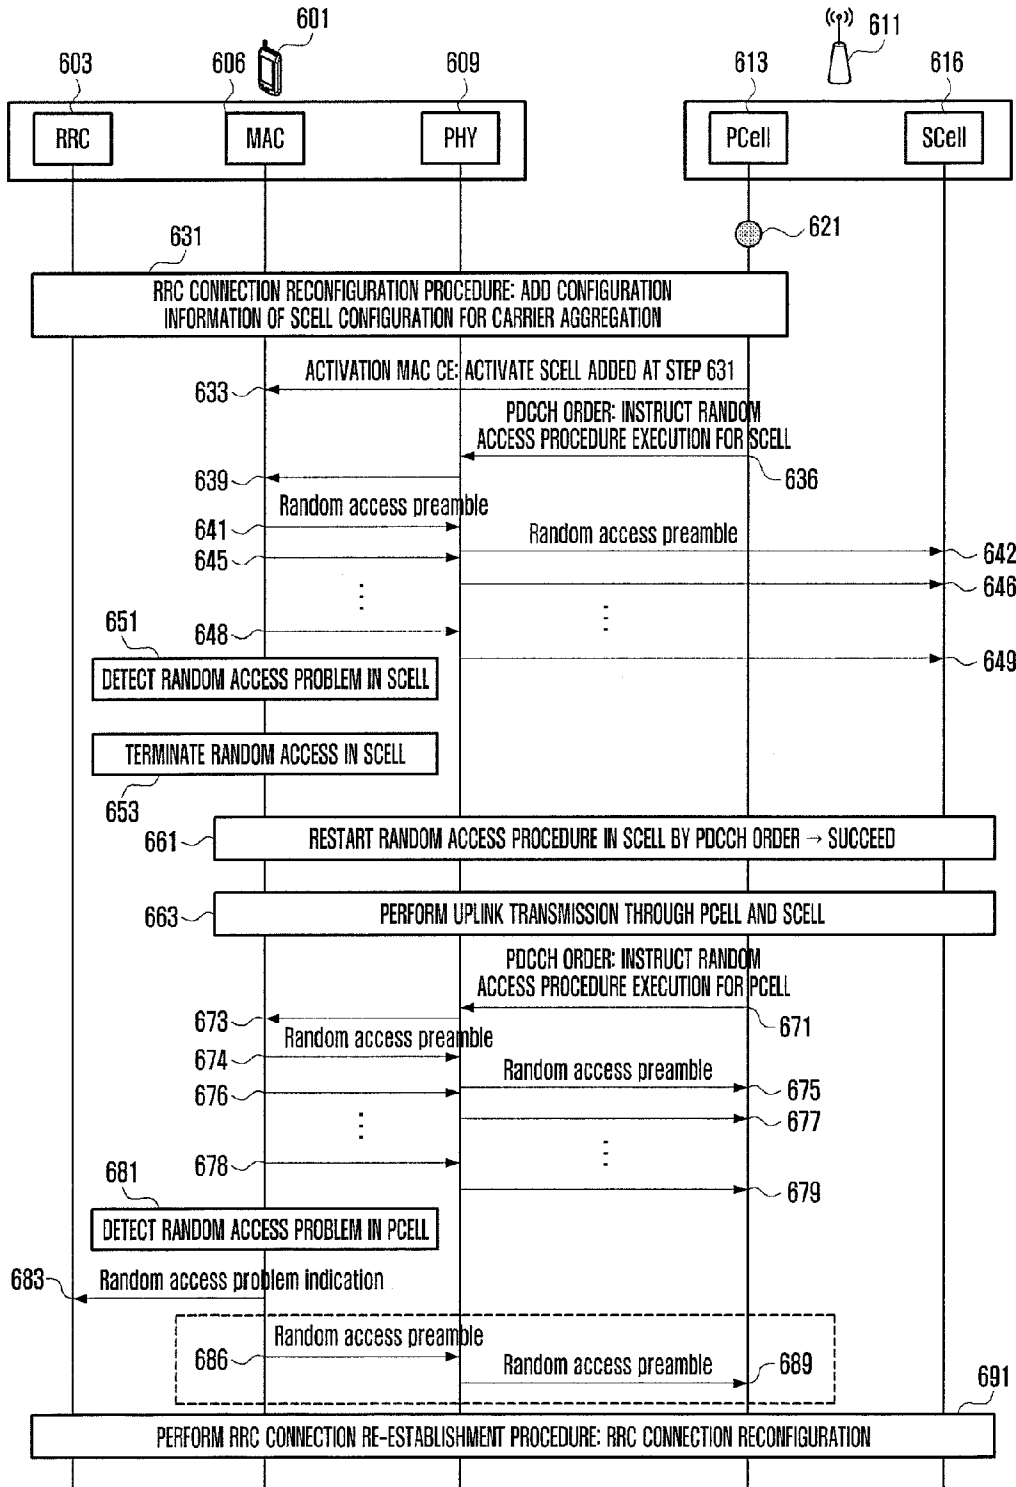 601
611
603
606
609
613
616
RRC
MAC
PHY
PCell
SCell
621
631
RRC CONNECTION RECONFIGURATION PROCEDURE: ADD CONFIGURATION
INFORMATION OF SCELL CONFIGURATION FOR CARRIER AGGREGATION
ACTIVATION MAC CE: ACTIVATE SCELL ADDED AT STEP 631
633
PDCCH ORDER: INSTRUCT RANDOM
ACCESS PROCEDURE EXECUTION FOR SCELL
636
639
Random access preamble
641
Random access preamble
642
645
646
⋮
⋮
648
649
651
DETECT RANDOM ACCESS PROBLEM IN SCELL
TERMINATE RANDOM ACCESS IN SCELL
653
661
RESTART RANDOM ACCESS PROCEDURE IN SCELL BY PDCCH ORDER → SUCCEED
663
PERFORM UPLINK TRANSMISSION THROUGH PCELL AND SCELL
PDCCH ORDER: INSTRUCT RANDOM
ACCESS PROCEDURE EXECUTION FOR PCELL
671
673
Random access preamble
674
Random access preamble
675
676
677
⋮
⋮
678
679
681
DETECT RANDOM ACCESS PROBLEM IN PCELL
683
Random access problem indication
Random access preamble
686
Random access preamble
689
691
PERFORM RRC CONNECTION RE-ESTABLISHMENT PROCEDURE: RRC CONNECTION RECONFIGURATION